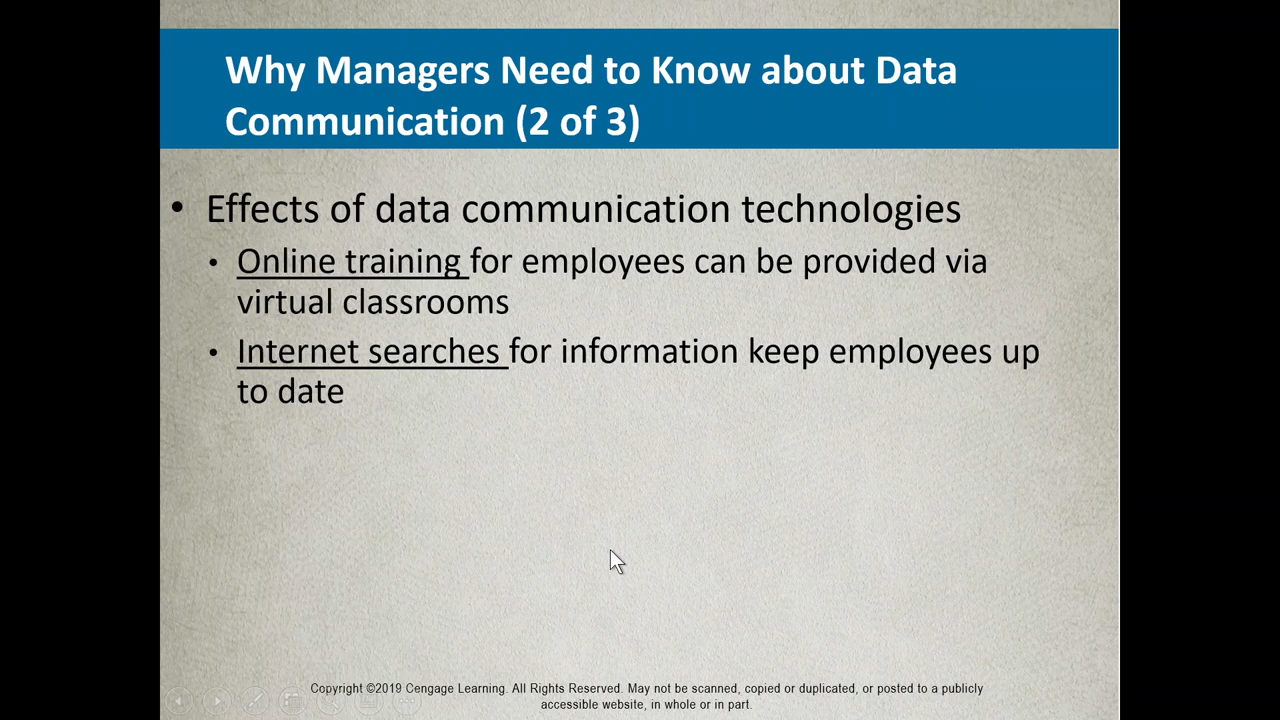 Why Managers Need to Know about Data
Communication (2 of 3)
• Effects of data communication technologies
• Online training for employees can be provided via
virtual classrooms
• Internet searches for information keep employees up
to date
Copyright ©2019 Cengage Learning. All Rights Reserved. May not be scanned, copied or duplicated, or posted to a publicly
accessible website, in whole or in part.